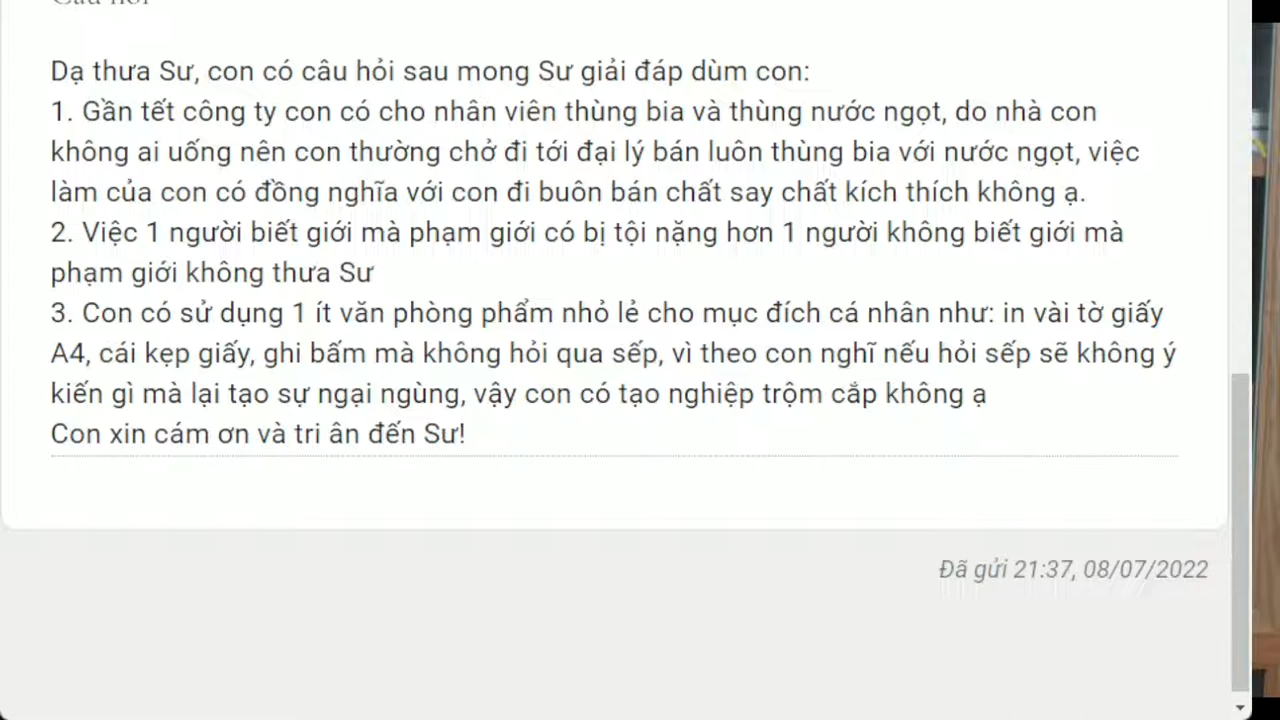 Câu hỏi
Dạ thưa Sư, con có câu hỏi sau mong Sư giải đáp dùm con:
1. Gần tết công ty con có cho nhân viên thùng bia và thùng nước ngọt, do nhà con
không ai uống nên con thường chở đi tới đại lý bán luôn thùng bia với nước ngọt, việc
làm của con có đồng nghĩa với con đi buôn bán chất say chất kích thích không ạ.
2. Việc 1 người biết giới mà phạm giới có bị tội nặng hơn 1 người không biết giới mà
phạm giới không thưa Sư
3. Con có sử dụng 1 ít văn phòng phẩm nhỏ lẻ cho mục đích cá nhân như: in vài tờ giấy
A4, cái kẹp giấy, ghi bấm mà không hỏi qua sếp, vì theo con nghĩ nếu hỏi sếp sẽ không ý
kiến gì mà lại tạo sự ngại ngùng, vậy con có tạo nghiệp trộm cắp không ạ
Con xin cám ơn và tri ân đến Sư!
Đã gửi 21:37, 08/07/2022